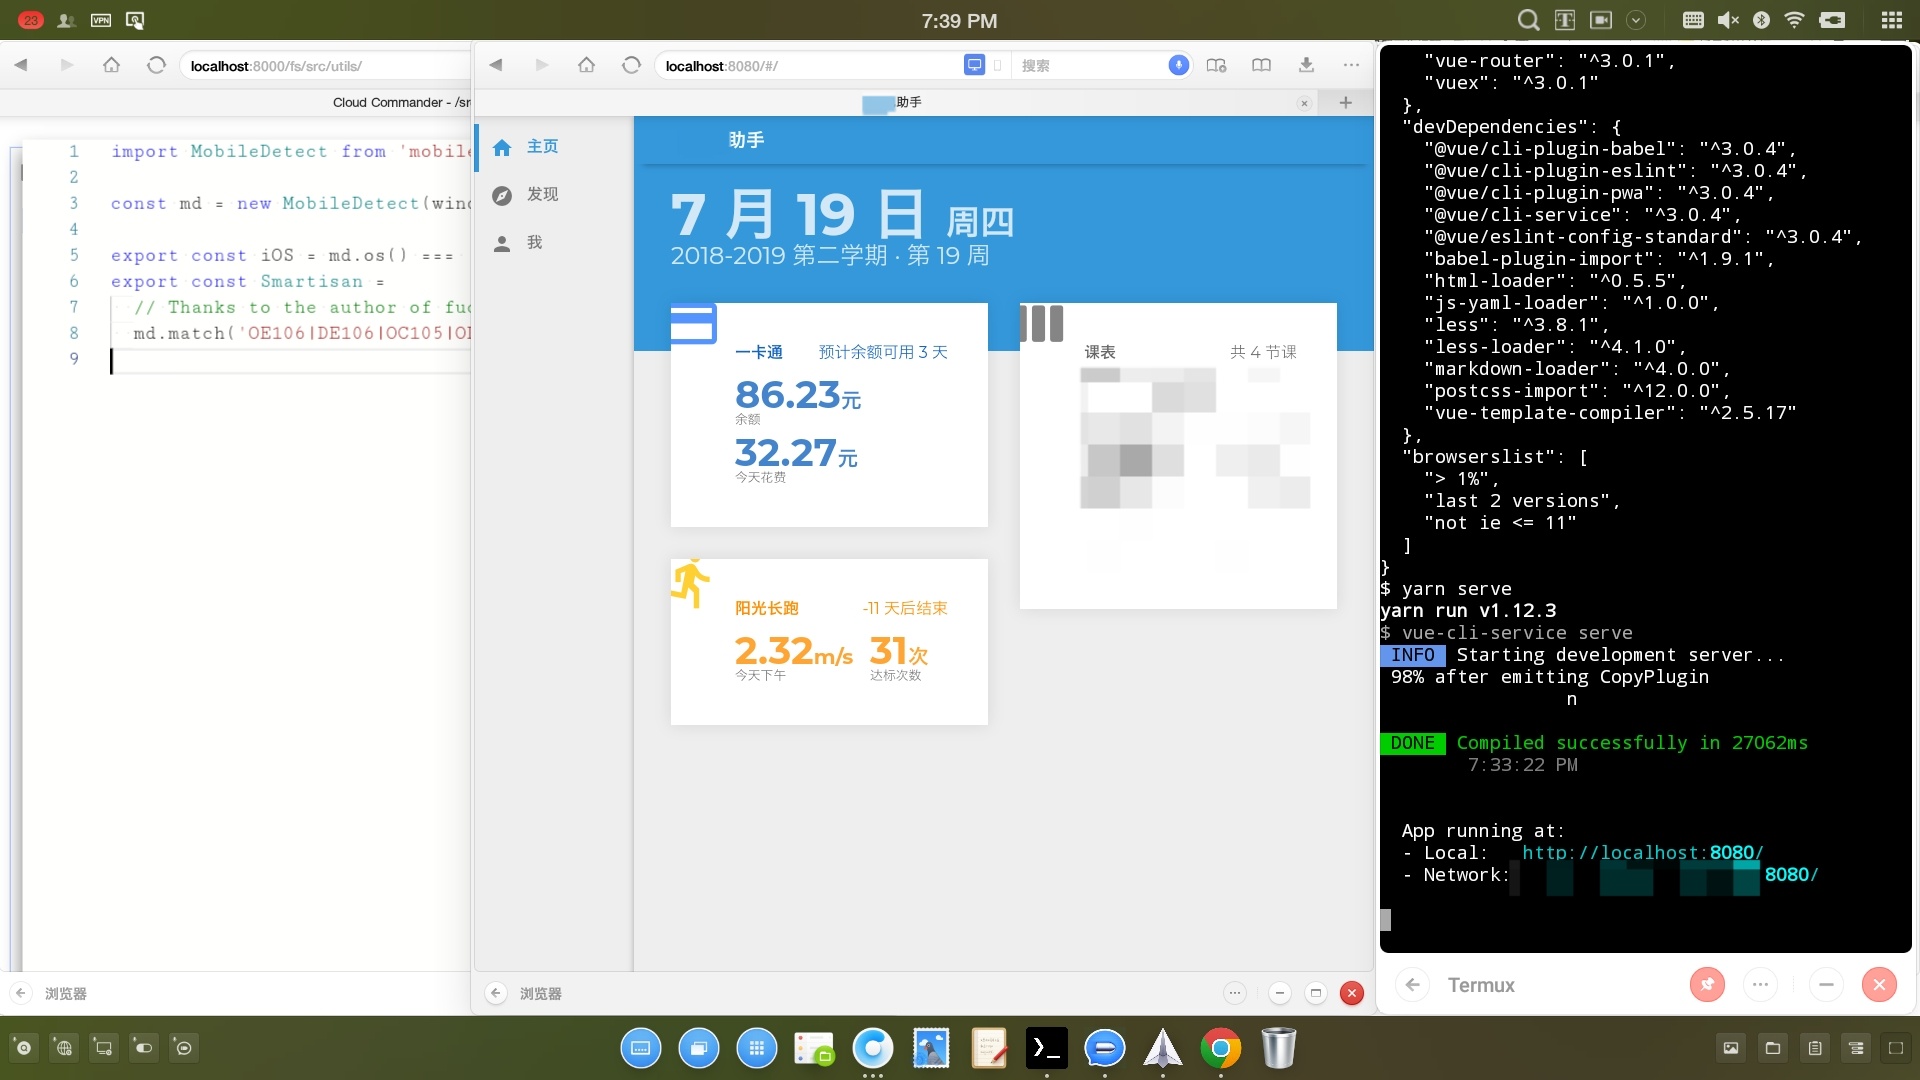 23
VPN
7:39 PM
localhost:8000/fs/src/utils/
Cloud Commander - /sr
1 import MobileDetect from 'mobile
2
3 const md = new MobileDetect(wind
4
5 export const iOS = md.os() ===
6 export const Smartisan =
7 // Thanks to the author of fuc
8 md.match('OE106|DE106|OC105|O
9
浏览器
localhost:8080/#/
搜索
助手
主页
发现
我
助手
7 月 19 日 周四
2018-2019 第二学期 · 第 19 周
一卡通 预计余额可用 3 天
86.23元
余额
32.27元
今天花费
课表 共 4 节课
阳光长跑 -11 天后结束
2.32m/s 31次
今天下午 达标次数
浏览器
"vue-router": "^3.0.1",
"vuex": "^3.0.1"
},
"devDependencies": {
"@vue/cli-plugin-babel": "^3.0.4",
"@vue/cli-plugin-eslint": "^3.0.4",
"@vue/cli-plugin-pwa": "^3.0.4",
"@vue/cli-service": "^3.0.4",
"@vue/eslint-config-standard": "^3.0.4",
"babel-plugin-import": "^1.9.1",
"html-loader": "^0.5.5",
"js-yaml-loader": "^1.0.0",
"less": "^3.8.1",
"less-loader": "^4.1.0",
"markdown-loader": "^4.0.0",
"postcss-import": "^12.0.0",
"vue-template-compiler": "^2.5.17"
},
"browserslist": [
"> 1%",
"last 2 versions",
"not ie <= 11"
]
}
$ yarn serve
yarn run v1.12.3
$ vue-cli-service serve
INFO Starting development server...
98% after emitting CopyPlugin
n
DONE Compiled successfully in 27062ms
7:33:22 PM
App running at:
- Local: http://localhost:8080/
- Network: 8080/
Termux